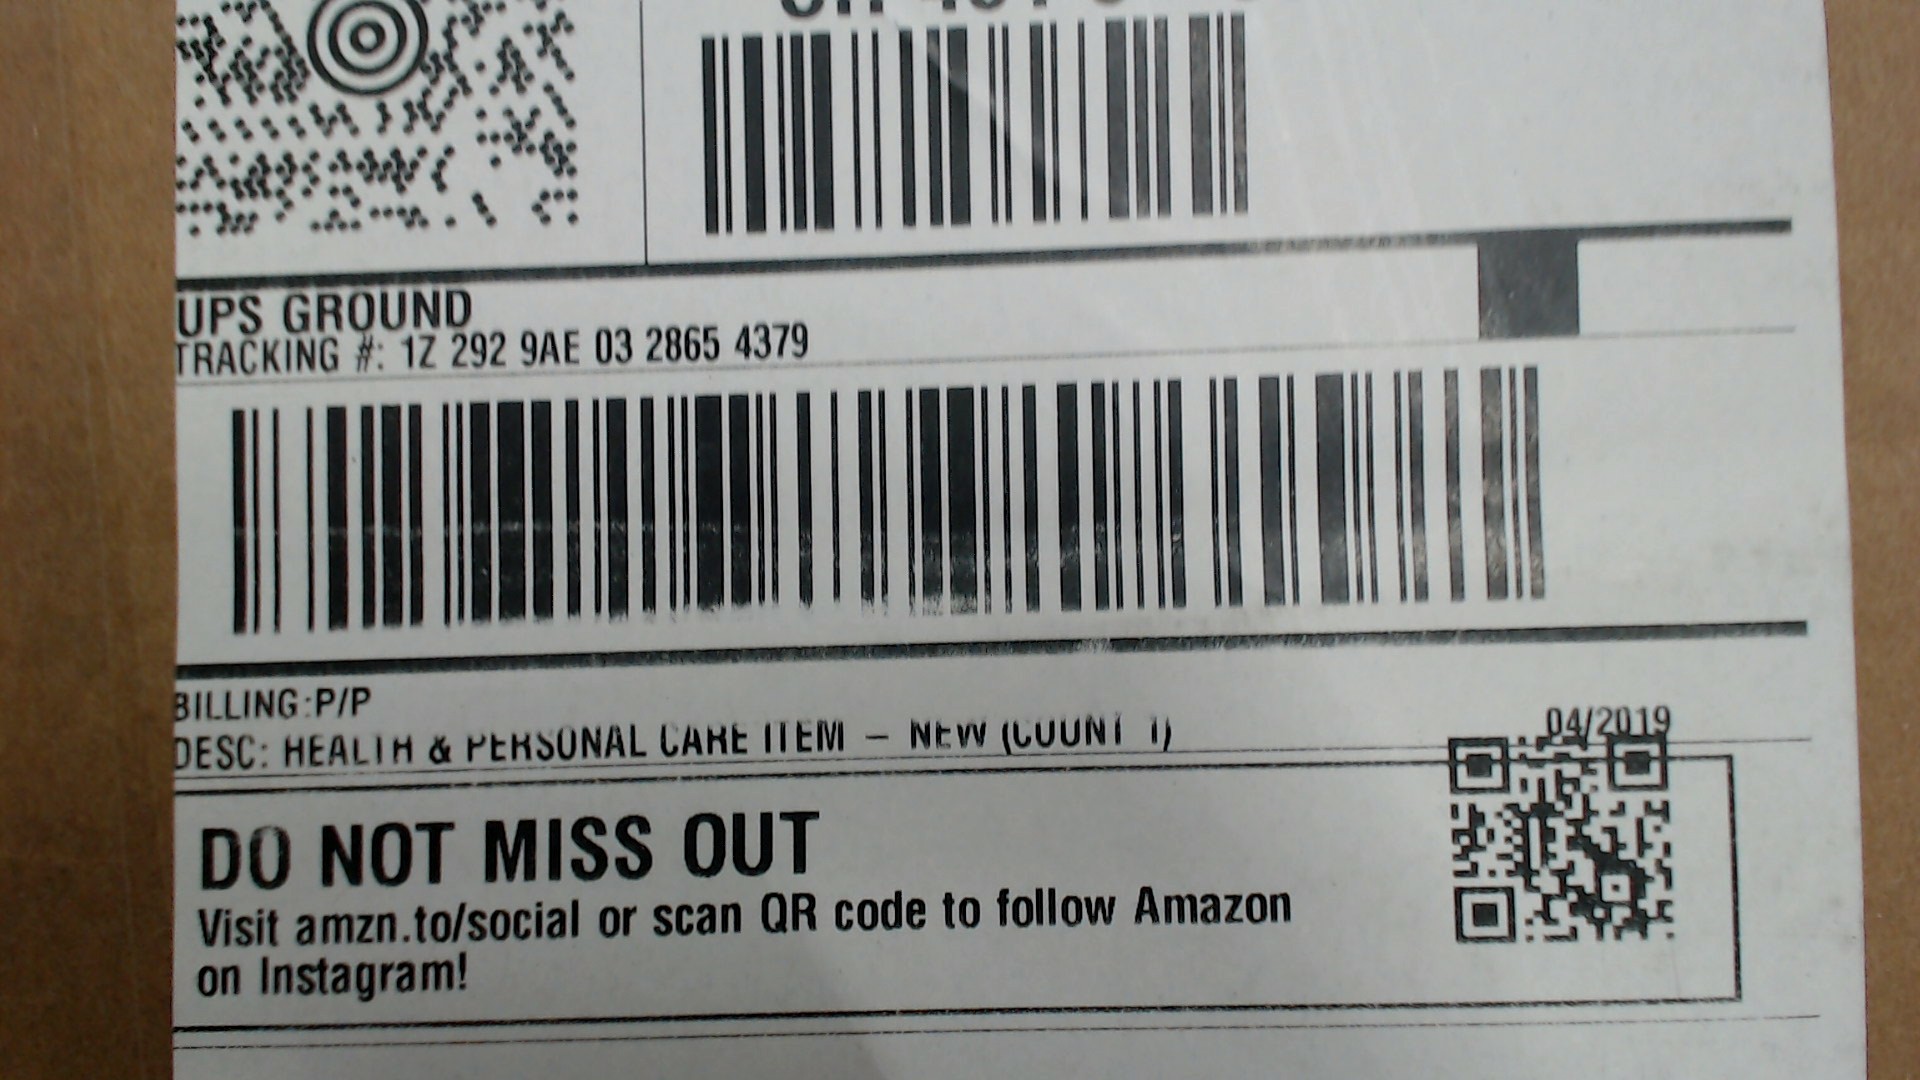 UPS GROUND
TRACKING #: 1Z 292 9AE 03 2865 4379
BILLING:P/P
DESC: HEALTH & PERSONAL CARE ITEM – NEW (COUNT 1)
04/2019
DO NOT MISS OUT
Visit amzn.to/social or scan QR code to follow Amazon
on Instagram!